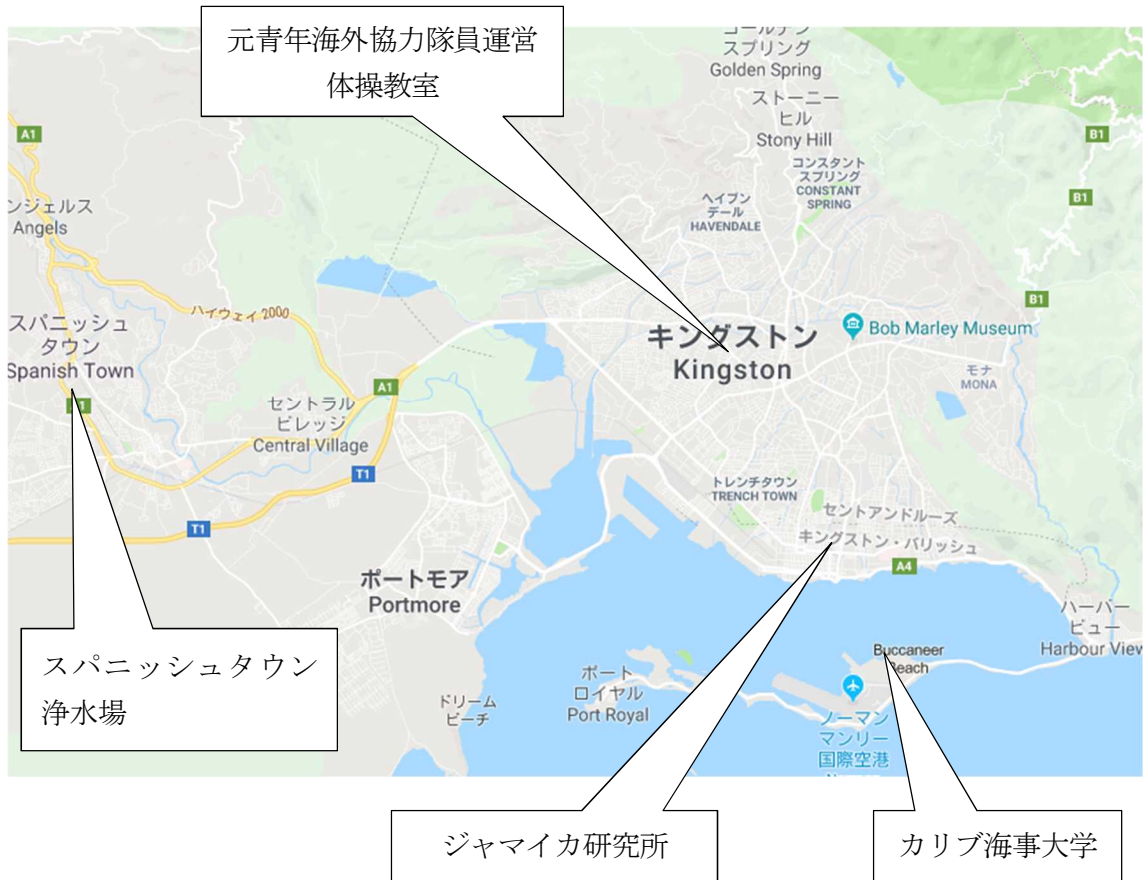 元青年海外協力隊員運営
体操教室
スプリング
Golden Spring
ストーニー
ヒル
Stony Hill
コンスタント
スプリング
CONSTANT
SPRING
ヘイブン
デール
HAVENDALE
A1
B1
B1
B1
ンジェルス
Angels
ハイウェイ 2000
スパニッシュ
タウン
Spanish Town
キングストン
Kingston
Bob Marley Museum
モナ
MONA
A1
セントラル
ビレッジ
Central Village
T1
T1
トレンチタウン
TRENCH TOWN
セントアンドルーズ
キングストン・パリッシュ
A4
ポートモア
Portmore
ハーバー
ビュー
Harbour View
Buccaneer
Beach
ポート
ロイヤル
Port Royal
ドリーム
ビーチ
ノーマン
マンリー
国際空港
スパニッシュタウン
浄水場
ジャマイカ研究所
カリブ海事大学